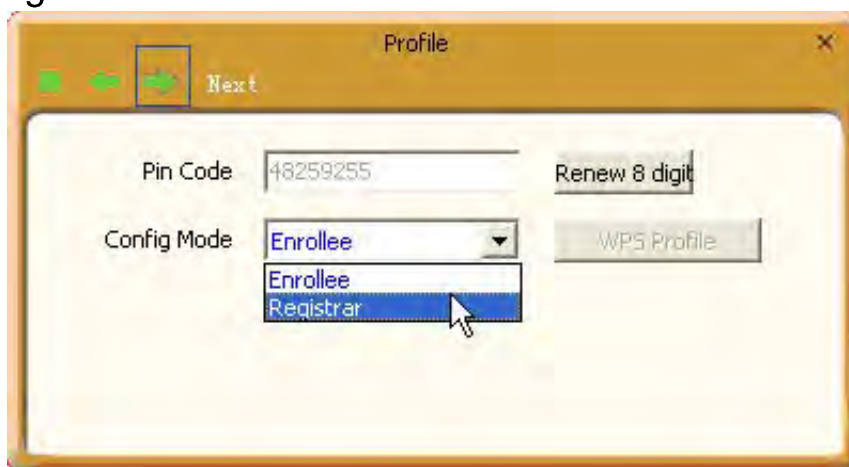 Profile
Next
Pin Code 48259255 Renew 8 digit
Config Mode Enrollee WPS Profile
Enrollee
Registrar